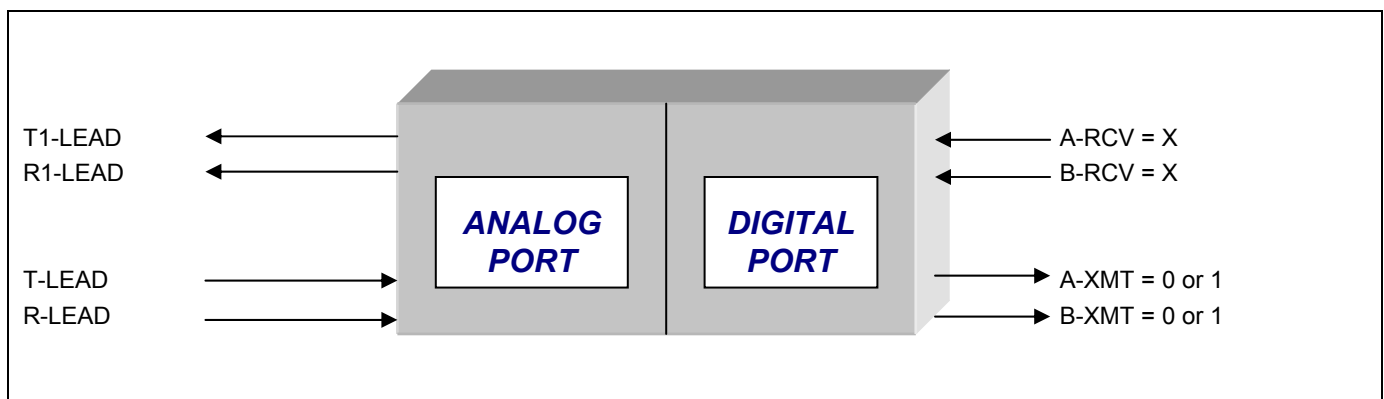 T1-LEAD
R1-LEAD
T-LEAD
R-LEAD
ANALOG
PORT
DIGITAL
PORT
A-RCV = X
B-RCV = X
A-XMT = 0 or 1
B-XMT = 0 or 1